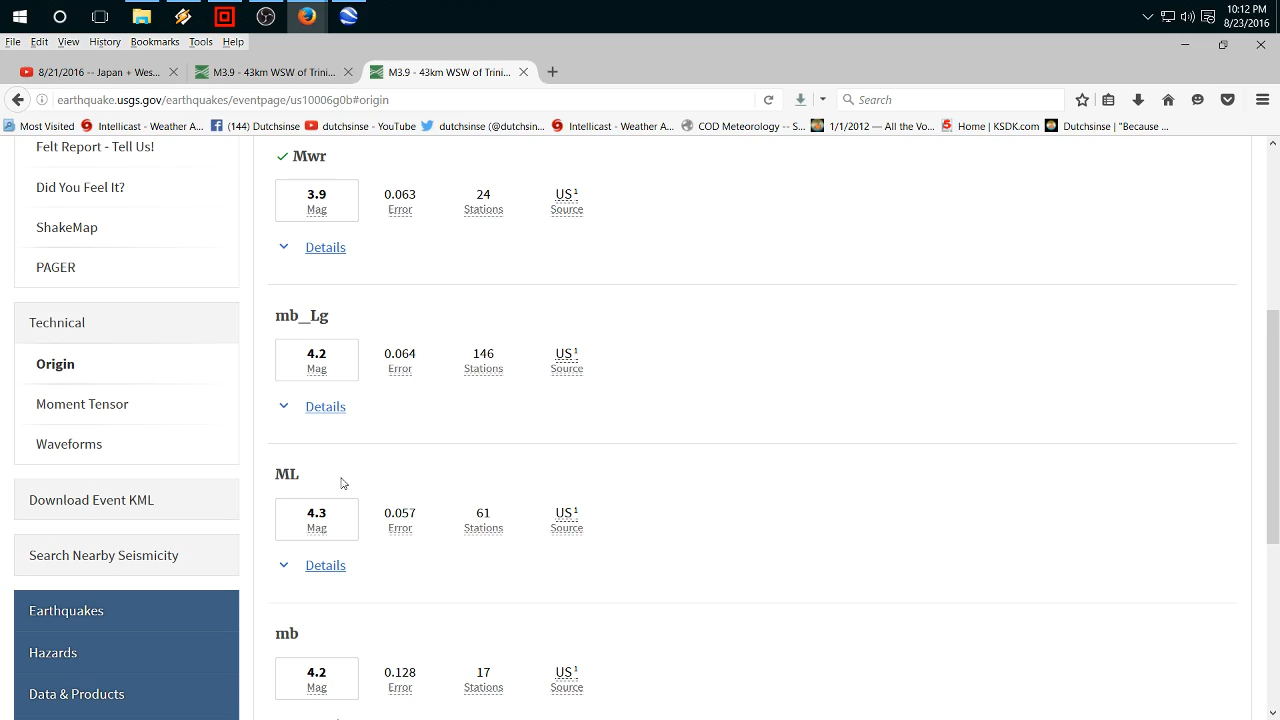 10:12 PM
8/23/2016
File Edit View History Bookmarks Tools Help
8/21/2016 -- Japan + Wes...
M3.9 - 43km WSW of Trini...
M3.9 - 43km WSW of Trini...
earthquake.usgs.gov/earthquakes/eventpage/us10006g0b#origin
Search
Most Visited
Intellicast - Weather A...
(144) Dutchsinse
dutchsinse - YouTube
dutchsinse (@dutchsin...
Intellicast - Weather A...
COD Meteorology -- S...
1/1/2012 — All the Vo...
Home | KSDK.com
Dutchsinse | "Because ...
Felt Report - Tell Us!
Did You Feel It?
ShakeMap
PAGER
Technical
Origin
Moment Tensor
Waveforms
Download Event KML
Search Nearby Seismicity
Earthquakes
Hazards
Data & Products
Mwr
3.9 0.063 24 US¹
Mag Error Stations Source
Details
mb_Lg
4.2 0.064 146 US¹
Mag Error Stations Source
Details
ML
4.3 0.057 61 US¹
Mag Error Stations Source
Details
mb
4.2 0.128 17 US¹
Mag Error Stations Source